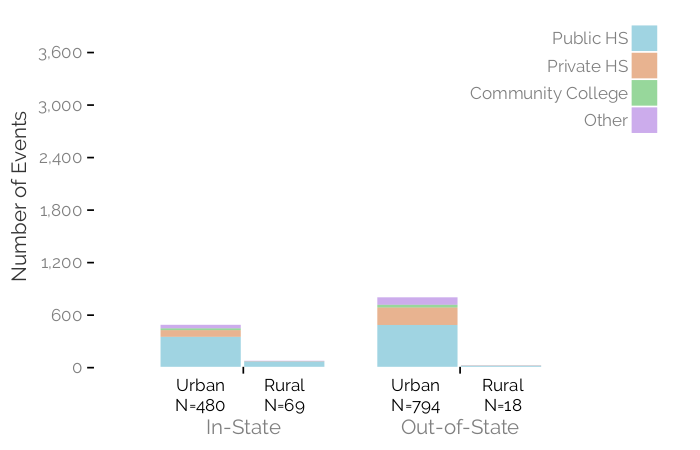 Public HS
Private HS
Community College
Other
Number of Events
3,600
3,000
2,400
1,800
1,200
600
0
Urban
N=480
Rural
N=69
Urban
N=794
Rural
N=18
In-State
Out-of-State